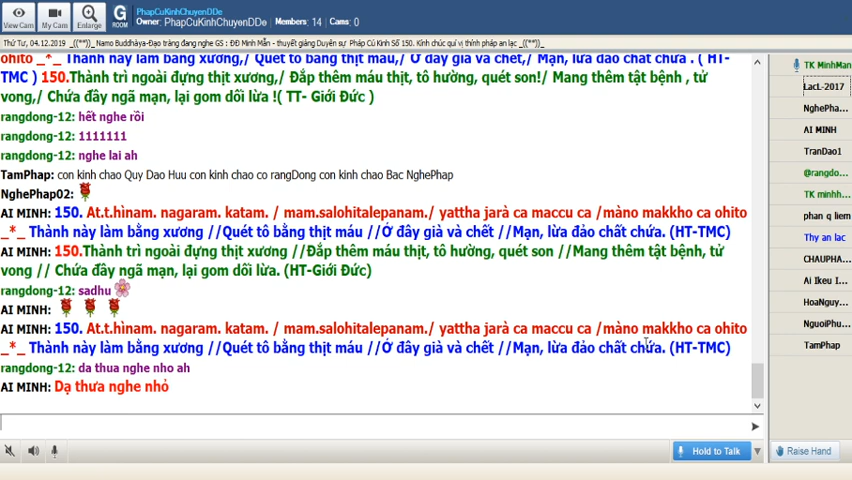 PhapCuKinhChuyenDDe
Owner: PhapCuKinhChuyenDDe Members: 14 Cams: 0
View Cam
My Cam
Enlarge
G
ROOM
Thứ Tư, 04.12.2019 _((**))_Namo Buddhàya-Đạo tràng đang nghe GS : ĐĐ Minh Mẫn - thuyết giảng Duyên sự Pháp Cú Kinh Số 150. Kính chúc quí vị thính pháp an lạc _((**))_
ohito _*_ Thành này làm bằng xương,/ Quét tô bằng thịt máu,/ Ở đây già và chết,/ Mạn, lừa đảo chất chứa . ( HT-
TMC ) 150.Thành trì ngoài đựng thịt xương,/ Đắp thêm máu thịt, tô hường, quét son!/ Mang thêm tật bệnh , tử
vong,/ Chứa đầy ngã mạn, lại gom dối lừa !( TT- Giới Đức )
rangdong-12: hết nghe rồi
rangdong-12: 1111111
rangdong-12: nghe lai ah
TamPhap: con kinh chao Quy Dao Huu con kinh chao co rangDong con kinh chao Bac NghePhap
NghePhap02:
AI MINH: 150. At.t.hìnam. nagaram. katam. / mam.salohitalepanam./ yattha jarà ca maccu ca /màno makkho ca ohito
_*_ Thành này làm bằng xương //Quét tô bằng thịt máu //Ở đây già và chết //Mạn, lừa đảo chất chứa. (HT-TMC)
AI MINH: 150.Thành trì ngoài đựng thịt xương //Đắp thêm máu thịt, tô hường, quét son //Mang thêm tật bệnh, tử
vong // Chứa đầy ngã mạn, lại gom dối lừa. (HT-Giới Đức)
rangdong-12: sadhu
AI MINH:
AI MINH: 150. At.t.hìnam. nagaram. katam. / mam.salohitalepanam./ yattha jarà ca maccu ca /màno makkho ca ohito
_*_ Thành này làm bằng xương //Quét tô bằng thịt máu //Ở đây già và chết //Mạn, lừa đảo chất chứa. (HT-TMC)
rangdong-12: da thua nghe nho ah
AI MINH: Dạ thưa nghe nhỏ
Hold to Talk
Raise Hand
TK MinhMan
LacL-2017
NghePha...
AI MINH
TranDao1
@rangdo...
TK minhh...
phan q liem
Thy an lac
CHAUPHA...
Ai Ikeu I...
HoaNguy...
NguoiPhu...
TamPhap